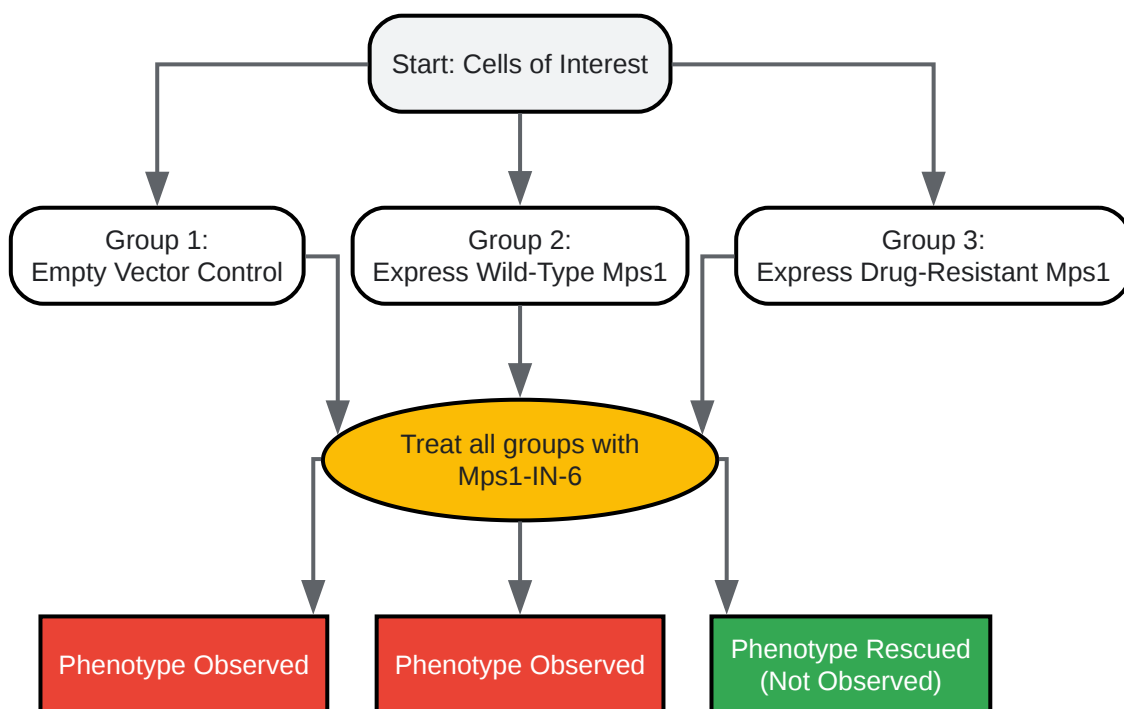 Start: Cells of Interest
Group 1:
Empty Vector Control
Group 2:
Express Wild-Type Mps1
Group 3:
Express Drug-Resistant Mps1
Treat all groups with
Mps1-IN-6
Phenotype Observed
Phenotype Observed
Phenotype Rescued
(Not Observed)